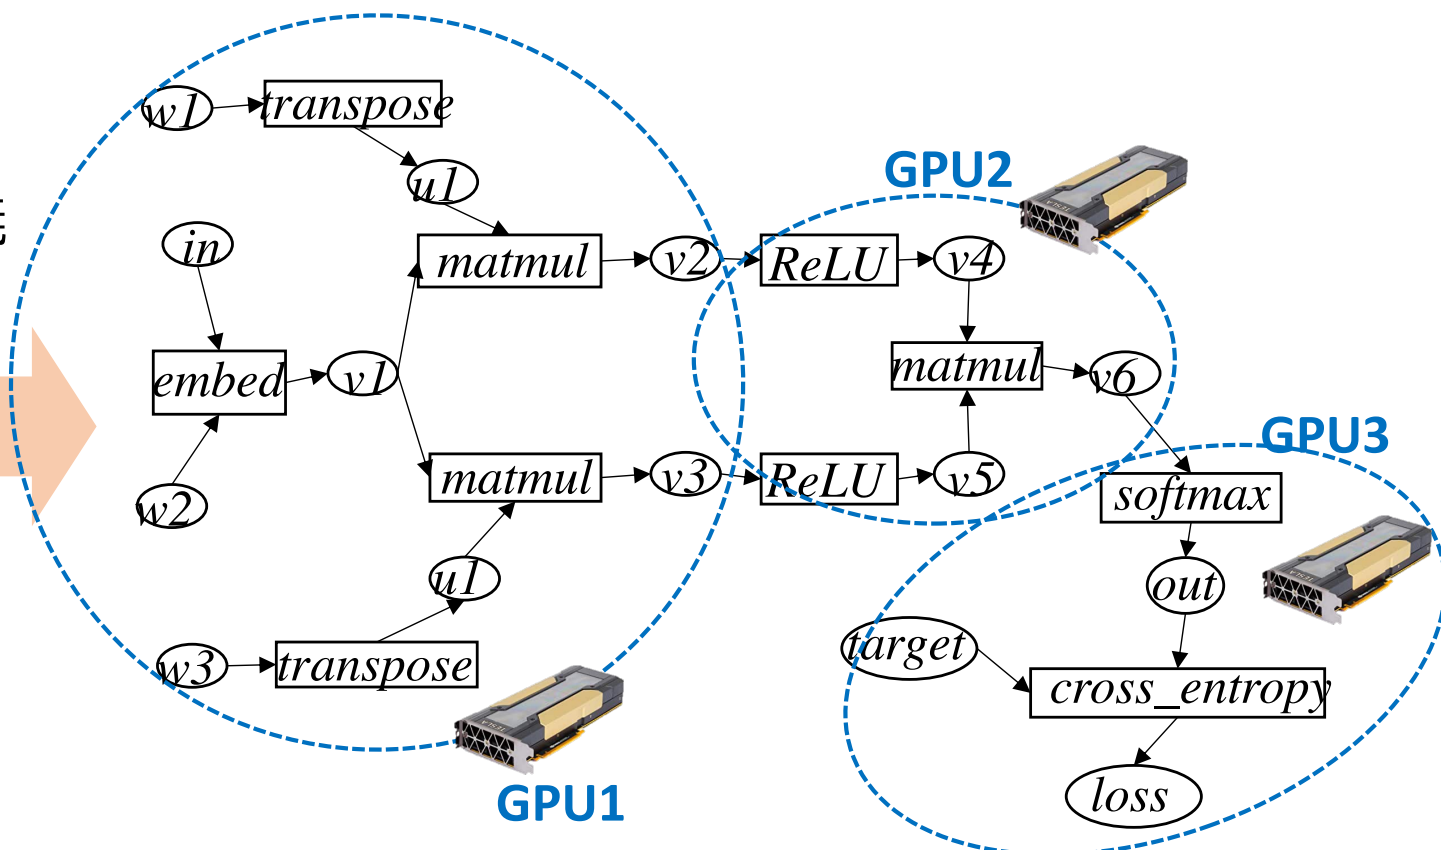 w1
transpose
u1
GPU2
in
matmul
v2
ReLU
v4
embed
v1
matmul
v6
GPU3
w2
matmul
v3
ReLU
v5
softmax
u1
out
w3
transpose
target
cross_entropy
GPU1
loss